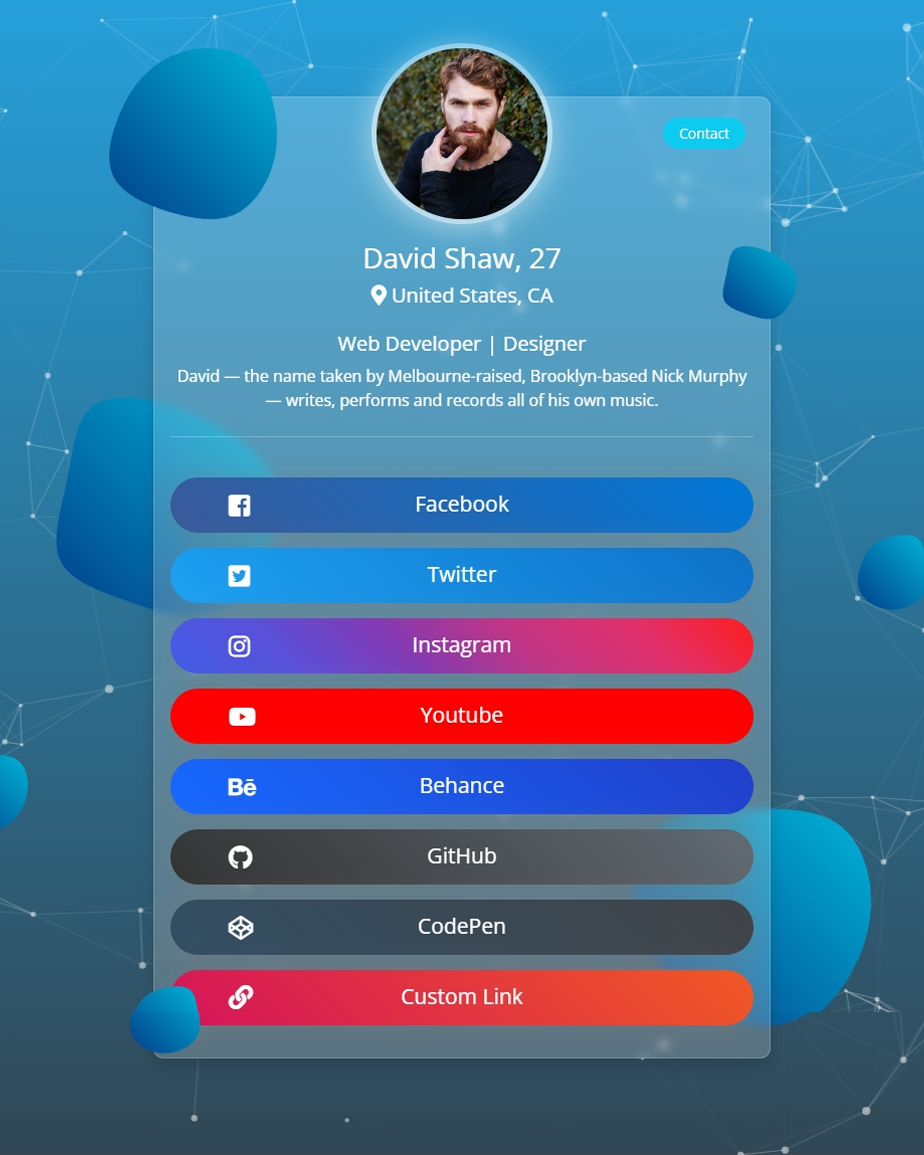 Contact
David Shaw, 27
United States, CA
Web Developer | Designer
David — the name taken by Melbourne-raised, Brooklyn-based Nick Murphy
— writes, performs and records all of his own music.
Facebook
Twitter
Instagram
Youtube
Bē Behance
GitHub
CodePen
Custom Link